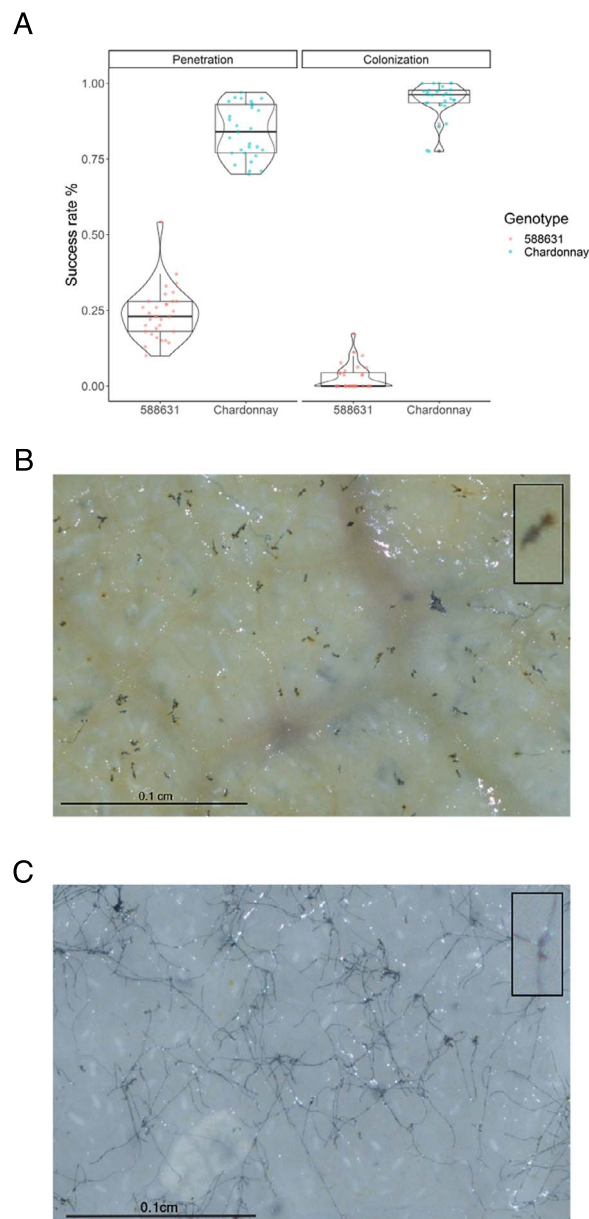 A
Penetration
Colonization
1.00
0.75
0.50
0.25
0.00
Success rate %
588631
Chardonnay
588631
Chardonnay
Genotype
588631
Chardonnay
B
0.1 cm
C
0.1cm